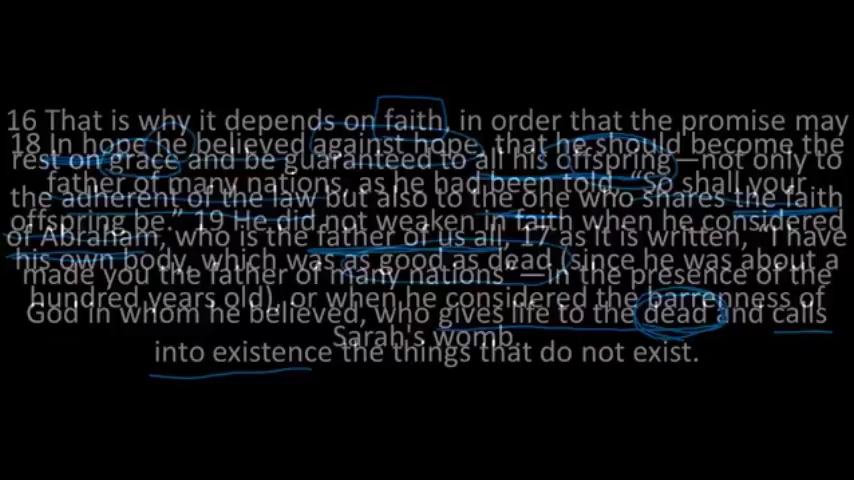 16 That is why it depends on faith, in order that the promise may
rest on grace and be guaranteed to all his offspring—not only to
the adherent of the law but also to the one who shares the faith
of Abraham, who is the father of us all, 17 as it is written, “I have
made you the father of many nations”—in the presence of the
God in whom he believed, who gives life to the dead and calls
into existence the things that do not exist.
18 In hope he believed against hope, that he should become the
father of many nations, as he had been told, “So shall your
offspring be.” 19 He did not weaken in faith when he considered
his own body, which was as good as dead (since he was about a
hundred years old), or when he considered the barrenness of
Sarah's womb.